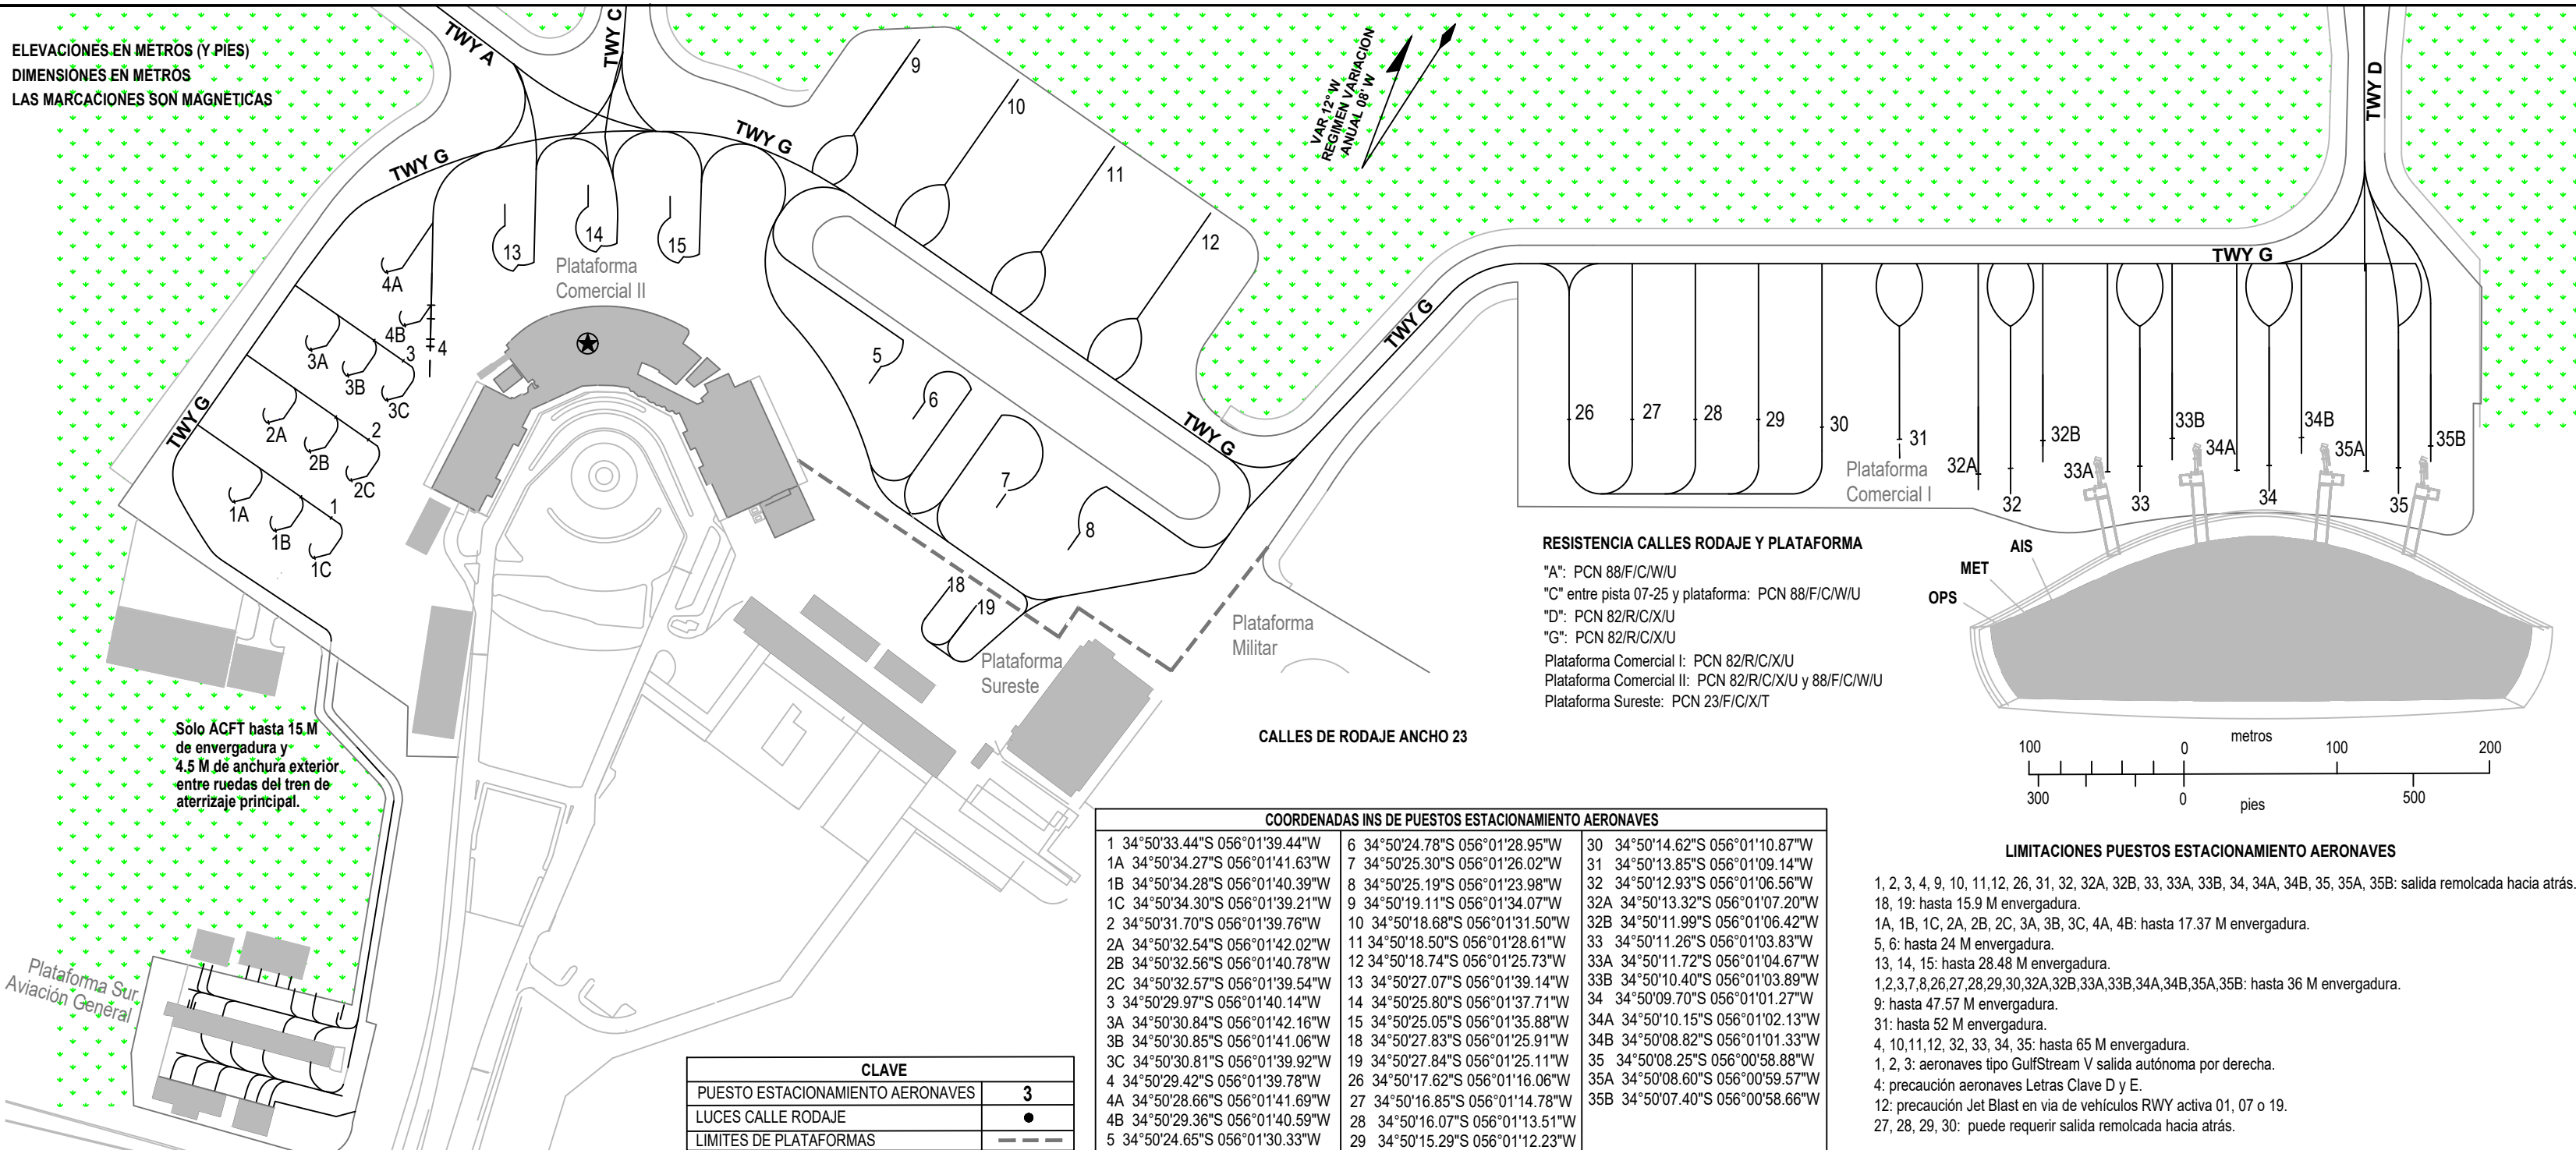 ELEVACIONES EN METROS (Y PIES)
DIMENSIONES EN METROS
LAS MARCACIONES SON MAGNETICAS
TWY A
TWY C
TWY G
TWY G
TWY G
TWY G
TWY G
TWY G
TWY D
VAR 12° W
REGIMEN VARIACION
ANUAL 08' W
9
10
11
12
13
14
15
Plataforma
Comercial II
4A
4B
4
3A
3B
3
3C
2A
2B
2
2C
1A
1B
1
1C
5
6
7
8
18
19
26
27
28
29
30
31
32A
32
32B
33A
33
33B
34A
34
34B
35A
35
35B
Plataforma
Comercial I
Plataforma
Militar
Plataforma
Sureste
AIS
MET
OPS
RESISTENCIA CALLES RODAJE Y PLATAFORMA
"A": PCN 88/F/C/W/U
"C" entre pista 07-25 y plataforma: PCN 88/F/C/W/U
"D": PCN 82/R/C/X/U
"G": PCN 82/R/C/X/U
Plataforma Comercial I: PCN 82/R/C/X/U
Plataforma Comercial II: PCN 82/R/C/X/U y 88/F/C/W/U
Plataforma Sureste: PCN 23/F/C/X/T
CALLES DE RODAJE ANCHO 23
Solo ACFT hasta 15 M
de envergadura y
4.5 M de anchura exterior
entre ruedas del tren de
aterrizaje principal.
Plataforma Sur
Aviación General
metros
100 0 100 200
300 0 500
pies
CLAVE
PUESTO ESTACIONAMIENTO AERONAVES 3
LUCES CALLE RODAJE
LIMITES DE PLATAFORMAS
COORDENADAS INS DE PUESTOS ESTACIONAMIENTO AERONAVES
1 34°50'33.44"S 056°01'39.44"W
1A 34°50'34.27"S 056°01'41.63"W
1B 34°50'34.28"S 056°01'40.39"W
1C 34°50'34.30"S 056°01'39.21"W
2 34°50'31.70"S 056°01'39.76"W
2A 34°50'32.54"S 056°01'42.02"W
2B 34°50'32.56"S 056°01'40.78"W
2C 34°50'32.57"S 056°01'39.54"W
3 34°50'29.97"S 056°01'40.14"W
3A 34°50'30.84"S 056°01'42.16"W
3B 34°50'30.85"S 056°01'41.06"W
3C 34°50'30.81"S 056°01'39.92"W
4 34°50'29.42"S 056°01'39.78"W
4A 34°50'28.66"S 056°01'41.69"W
4B 34°50'29.36"S 056°01'40.59"W
5 34°50'24.65"S 056°01'30.33"W
6 34°50'24.78"S 056°01'28.95"W
7 34°50'25.30"S 056°01'26.02"W
8 34°50'25.19"S 056°01'23.98"W
9 34°50'19.11"S 056°01'34.07"W
10 34°50'18.68"S 056°01'31.50"W
11 34°50'18.50"S 056°01'28.61"W
12 34°50'18.74"S 056°01'25.73"W
13 34°50'27.07"S 056°01'39.14"W
14 34°50'25.80"S 056°01'37.71"W
15 34°50'25.05"S 056°01'35.88"W
18 34°50'27.83"S 056°01'25.91"W
19 34°50'27.84"S 056°01'25.11"W
26 34°50'17.62"S 056°01'16.06"W
27 34°50'16.85"S 056°01'14.78"W
28 34°50'16.07"S 056°01'13.51"W
29 34°50'15.29"S 056°01'12.23"W
30 34°50'14.62"S 056°01'10.87"W
31 34°50'13.85"S 056°01'09.14"W
32 34°50'12.93"S 056°01'06.56"W
32A 34°50'13.32"S 056°01'07.20"W
32B 34°50'11.99"S 056°01'06.42"W
33 34°50'11.26"S 056°01'03.83"W
33A 34°50'11.72"S 056°01'04.67"W
33B 34°50'10.40"S 056°01'03.89"W
34 34°50'09.70"S 056°01'01.27"W
34A 34°50'10.15"S 056°01'02.13"W
34B 34°50'08.82"S 056°01'01.33"W
35 34°50'08.25"S 056°00'58.88"W
35A 34°50'08.60"S 056°00'59.57"W
35B 34°50'07.40"S 056°00'58.66"W
LIMITACIONES PUESTOS ESTACIONAMIENTO AERONAVES
1, 2, 3, 4, 9, 10, 11,12, 26, 31, 32, 32A, 32B, 33, 33A, 33B, 34, 34A, 34B, 35, 35A, 35B: salida remolcada hacia atrás.
18, 19: hasta 15.9 M envergadura.
1A, 1B, 1C, 2A, 2B, 2C, 3A, 3B, 3C, 4A, 4B: hasta 17.37 M envergadura.
5, 6: hasta 24 M envergadura.
13, 14, 15: hasta 28.48 M envergadura.
1,2,3,7,8,26,27,28,29,30,32A,32B,33A,33B,34A,34B,35A,35B: hasta 36 M envergadura.
9: hasta 47.57 M envergadura.
31: hasta 52 M envergadura.
4, 10,11,12, 32, 33, 34, 35: hasta 65 M envergadura.
1, 2, 3: aeronaves tipo GulfStream V salida autónoma por derecha.
4: precaución aeronaves Letras Clave D y E.
12: precaución Jet Blast en via de vehículos RWY activa 01, 07 o 19.
27, 28, 29, 30: puede requerir salida remolcada hacia atrás.